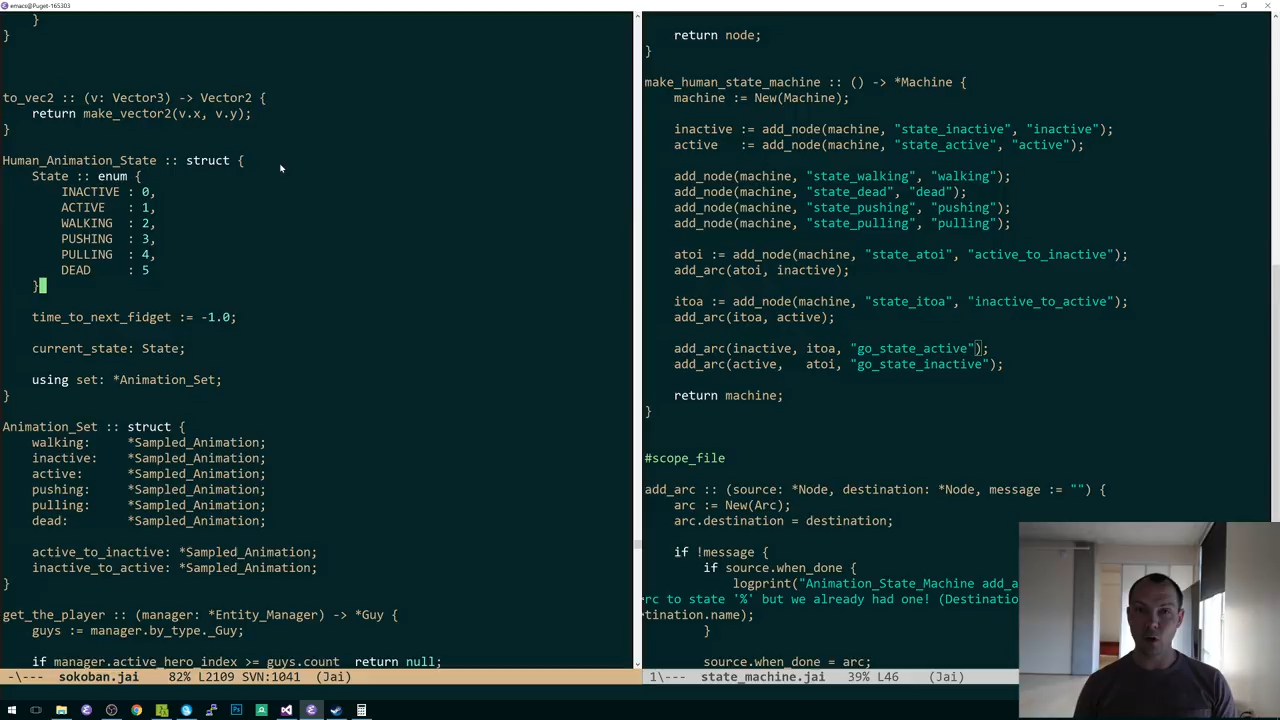 emacs@Puget-165303
}
}
to_vec2 :: (v: Vector3) -> Vector2 {
return make_vector2(v.x, v.y);
}
Human_Animation_State :: struct {
State :: enum {
INACTIVE : 0,
ACTIVE : 1,
WALKING : 2,
PUSHING : 3,
PULLING : 4,
DEAD : 5
}
time_to_next_fidget := -1.0;
current_state: State;
using set: *Animation_Set;
}
Animation_Set :: struct {
walking: *Sampled_Animation;
inactive: *Sampled_Animation;
active: *Sampled_Animation;
pushing: *Sampled_Animation;
pulling: *Sampled_Animation;
dead: *Sampled_Animation;
active_to_inactive: *Sampled_Animation;
inactive_to_active: *Sampled_Animation;
}
get_the_player :: (manager: *Entity_Manager) -> *Guy {
guys := manager.by_type._Guy;
if manager.active_hero_index >= guys.count return null;
-\--- sokoban.jai 82% L2109 SVN:1041 (Jai)
return node;
}
make_human_state_machine :: () -> *Machine {
machine := New(Machine);
inactive := add_node(machine, "state_inactive", "inactive");
active := add_node(machine, "state_active", "active");
add_node(machine, "state_walking", "walking");
add_node(machine, "state_dead", "dead");
add_node(machine, "state_pushing", "pushing");
add_node(machine, "state_pulling", "pulling");
atoi := add_node(machine, "state_atoi", "active_to_inactive");
add_arc(atoi, inactive);
itoa := add_node(machine, "state_itoa", "inactive_to_active");
add_arc(itoa, active);
add_arc(inactive, itoa, "go_state_active");
add_arc(active, atoi, "go_state_inactive");
return machine;
}
#scope_file
add_arc :: (source: *Node, destination: *Node, message := "") {
arc := New(Arc);
arc.destination = destination;
if !message {
if source.when_done {
logprint("Animation_State_Machine add_a
rc to state '%' but we already had one! (Destinatio
tination.name);
}
source.when_done = arc;
1\--- state_machine.jai 39% L46 (Jai)